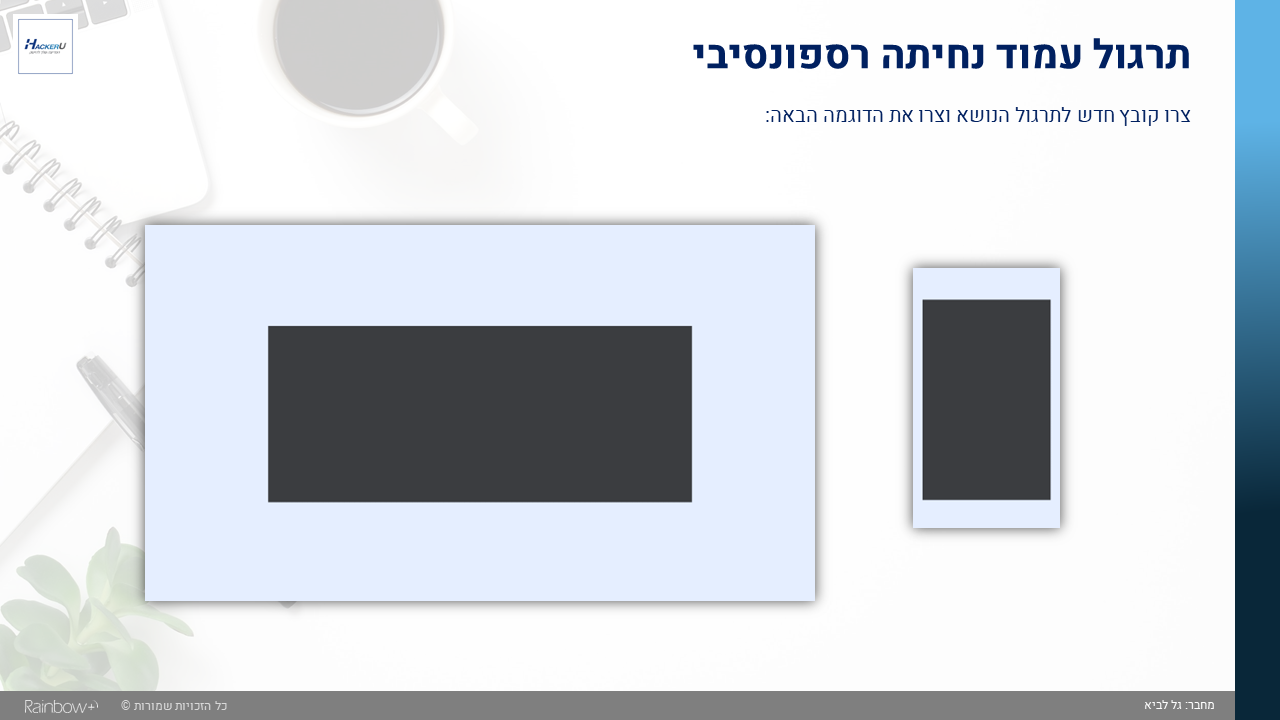 HACKERU
תרגול עמוד נחיתה רספונסיבי
צרו קובץ חדש לתרגול הנושא וצרו את הדוגמה הבאה:
מחבר: גל לביא
כל הזכויות שמורות ©
Rainbow+